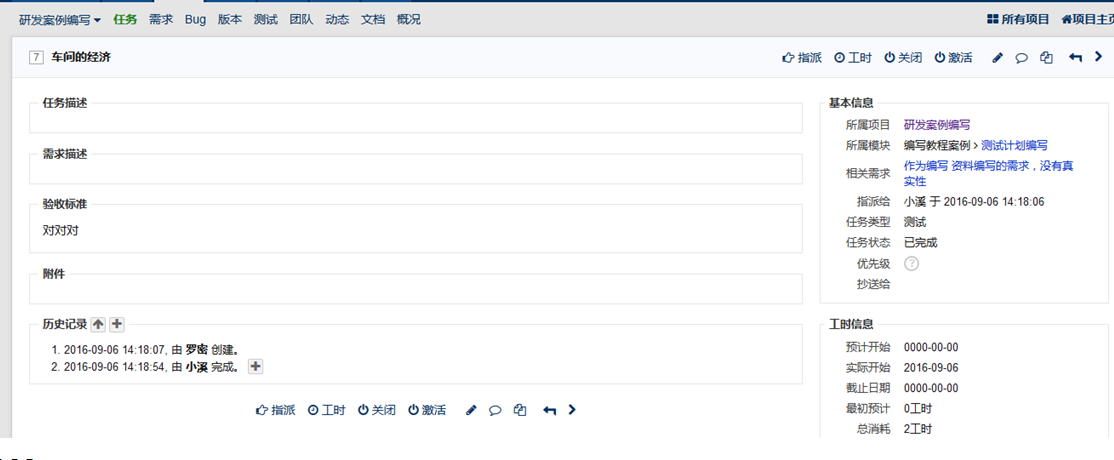 研发案例编写 任务 需求 Bug 版本 测试 团队 动态 文档 概况 所有项目 项目主页
7 车间的经济 指派 工时 关闭 激活
任务描述
需求描述
验收标准
对对对
附件
历史记录
1. 2016-09-06 14:18:07, 由 罗密 创建。
2. 2016-09-06 14:18:54, 由 小溪 完成。
指派 工时 关闭 激活
基本信息
所属项目 研发案例编写
所属模块 编写教程案例 > 测试计划编写
相关需求 作为编写 资料编写的需求，没有真
实性
指派给 小溪 于 2016-09-06 14:18:06
任务类型 测试
任务状态 已完成
优先级 ?
抄送给
工时信息
预计开始 0000-00-00
实际开始 2016-09-06
截止日期 0000-00-00
最初预计 0工时
总消耗 2工时